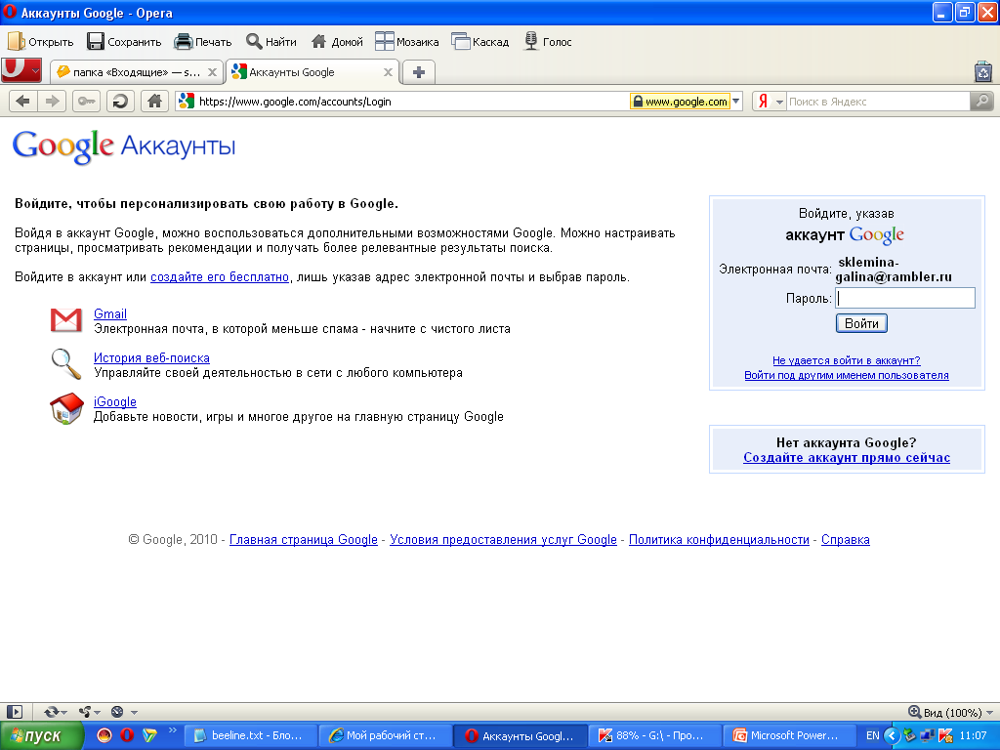 Аккаунты Google - Opera
Открыть Сохранить Печать Найти Домой Мозаика Каскад Голос
папка «Входящие» — s... Аккаунты Google
https://www.google.com/accounts/Login www.google.com Я Поиск в Яндекс
Google Аккаунты
Войдите, чтобы персонализировать свою работу в Google.
Войдя в аккаунт Google, можно воспользоваться дополнительными возможностями Google. Можно настраивать
страницы, просматривать рекомендации и получать более релевантные результаты поиска.
Войдите в аккаунт или создайте его бесплатно, лишь указав адрес электронной почты и выбрав пароль.
Gmail
Электронная почта, в которой меньше спама - начните с чистого листа
История веб-поиска
Управляйте своей деятельностью в сети с любого компьютера
iGoogle
Добавьте новости, игры и многое другое на главную страницу Google
Войдите, указав
аккаунт Google
Электронная почта: sklemina-
galina@rambler.ru
Пароль:
Войти
Не удается войти в аккаунт?
Войти под другим именем пользователя
Нет аккаунта Google?
Создайте аккаунт прямо сейчас
© Google, 2010 - Главная страница Google - Условия предоставления услуг Google - Политика конфиденциальности - Справка
Вид (100%)
пуск beeline.txt - Бло... Мой рабочий ст... Аккаунты Googl... 88% - G:\ - Про... Microsoft Power... EN 11:07